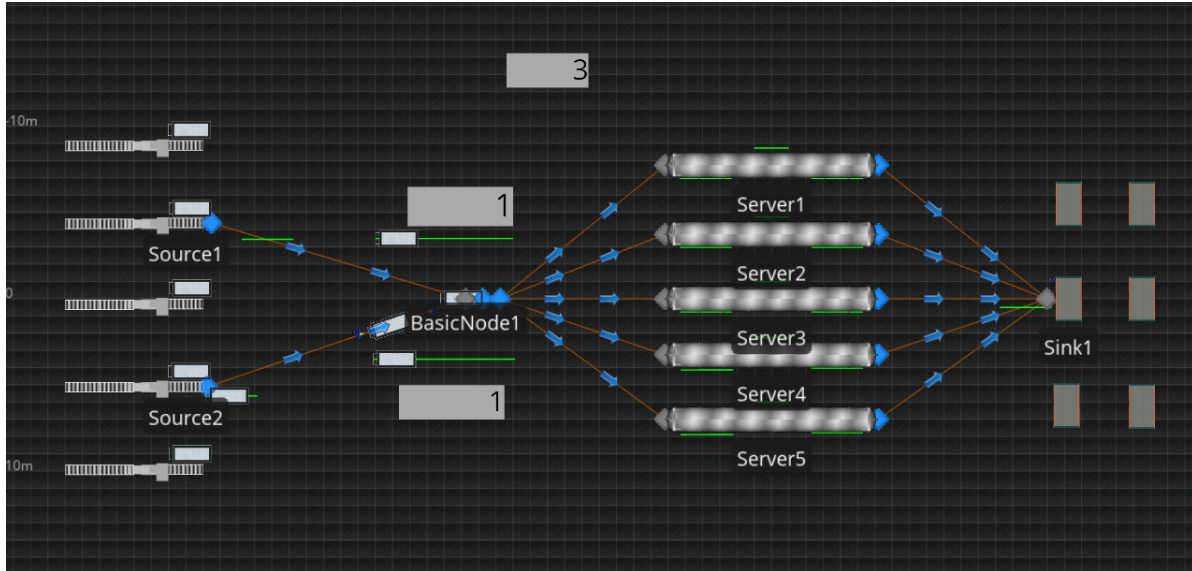 3
-10m
1
Server1
Source1
Server2
0
BasicNode1
Server3
Sink1
Server4
1
Source2
Server5
10m